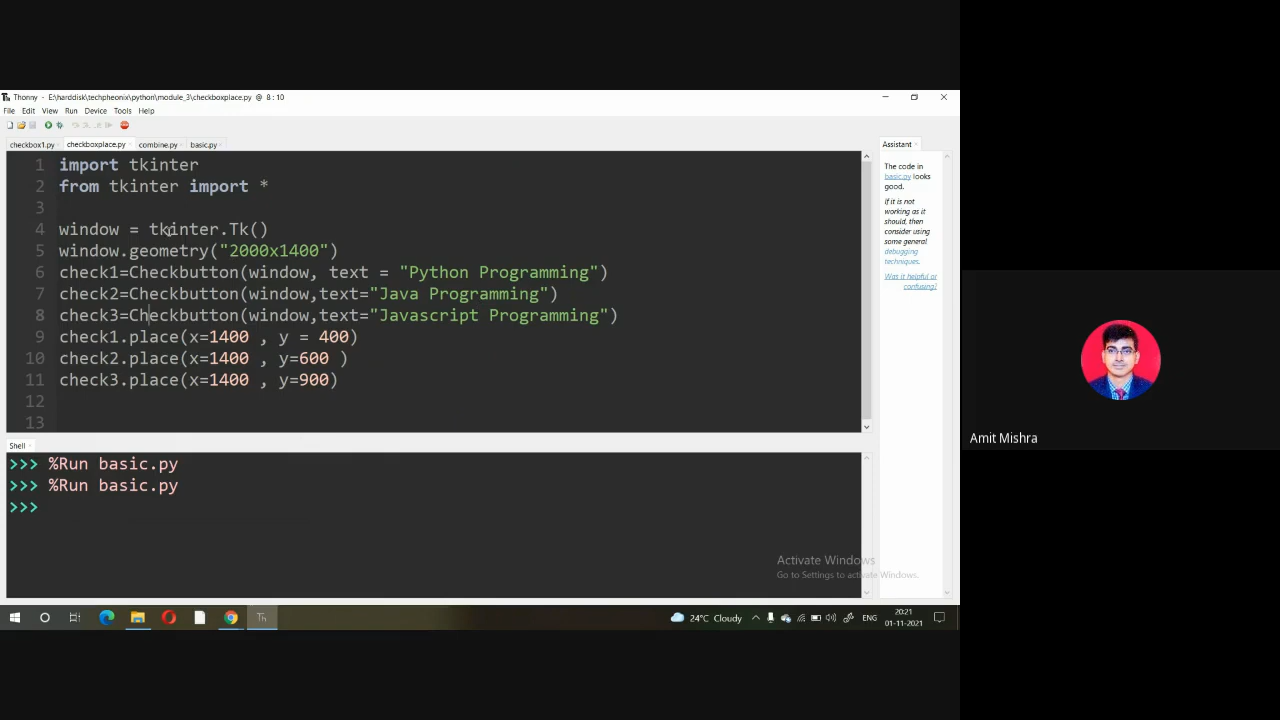 Th Thonny - E:\harddisk\techpheonix\python\module_3\checkboxplace.py @ 8 : 10
File Edit View Run Device Tools Help
checkbox1.py checkboxplace.py combine.py basic.py
1 import tkinter
2 from tkinter import *
3
4 window = tkinter.Tk()
5 window.geometry("2000x1400")
6 check1=Checkbutton(window, text = "Python Programming")
7 check2=Checkbutton(window,text="Java Programming")
8 check3=Checkbutton(window,text="Javascript Programming")
9 check1.place(x=1400 , y = 400)
10 check2.place(x=1400 , y=600 )
11 check3.place(x=1400 , y=900)
12
13
Shell
>>> %Run basic.py
>>> %Run basic.py
>>>
Assistant
The code in
basic.py looks
good.
If it is not
working as it
should, then
consider using
some general
debugging
techniques.
Was it helpful or
confusing?
Activate Windows
Go to Settings to activate Windows.
Th
24°C Cloudy
ENG
20:21
01-11-2021
Amit Mishra